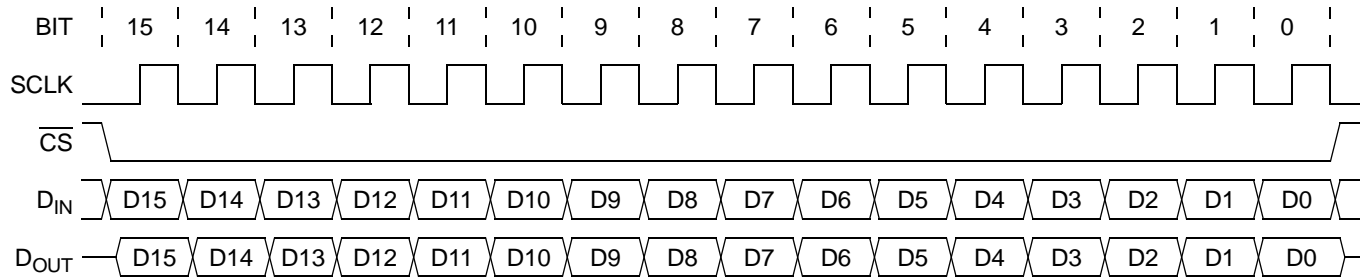 BIT 15 14 13 12 11 10 9 8 7 6 5 4 3 2 1 0
SCLK
CS
DIN D15 D14 D13 D12 D11 D10 D9 D8 D7 D6 D5 D4 D3 D2 D1 D0
DOUT D15 D14 D13 D12 D11 D10 D9 D8 D7 D6 D5 D4 D3 D2 D1 D0